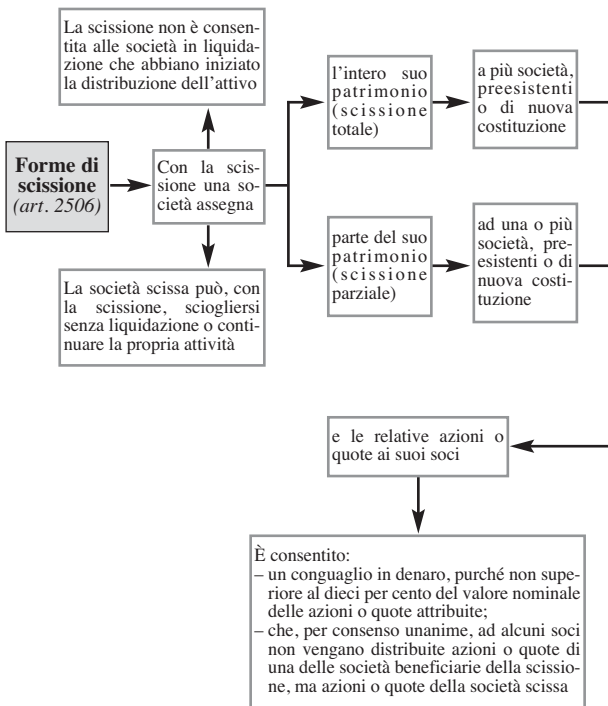 La scissione non è consen-
tita alle società in liquida-
zione che abbiano iniziato
la distribuzione dell'attivo
Forme di
scissione
(art. 2506)
Con la scis-
sione una so-
cietà assegna
l'intero suo
patrimonio
(scissione
totale)
a più società,
preesistenti
o di nuova
costituzione
parte del suo
patrimonio
(scissione
parziale)
ad una o più
società, pre-
esistenti o di
nuova costi-
tuzione
La società scissa può, con
la scissione, sciogliersi
senza liquidazione o conti-
nuare la propria attività
e le relative azioni o
quote ai suoi soci
È consentito:
– un conguaglio in denaro, purché non supe-
riore al dieci per cento del valore nominale
delle azioni o quote attribuite;
– che, per consenso unanime, ad alcuni soci
non vengano distribuite azioni o quote di
una delle società beneficiarie della scissio-
ne, ma azioni o quote della società scissa